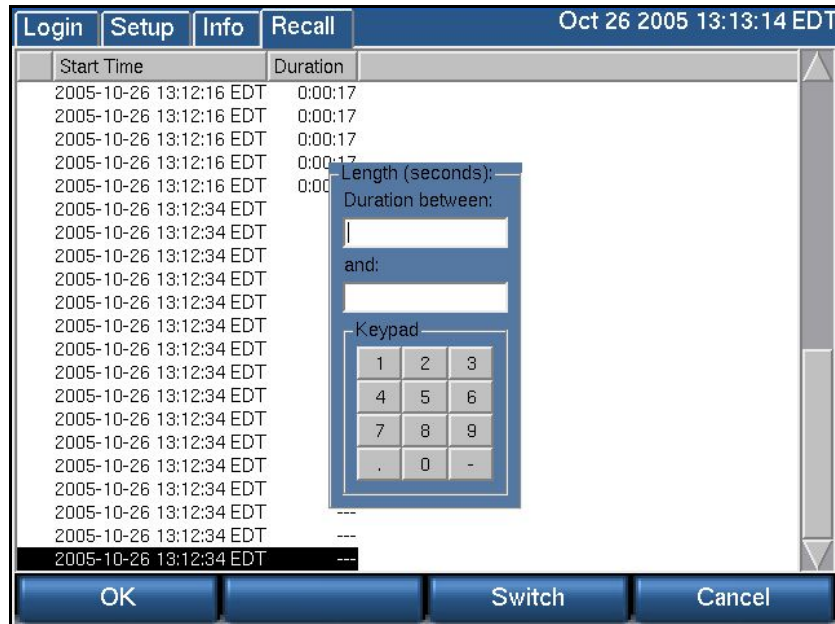 Login Setup Info Recall Oct 26 2005 13:13:14 EDT
Start Time Duration
2005-10-26 13:12:16 EDT 0:00:17
2005-10-26 13:12:16 EDT 0:00:17
2005-10-26 13:12:16 EDT 0:00:17
2005-10-26 13:12:16 EDT 0:00:17
2005-10-26 13:12:16 EDT 0:00
2005-10-26 13:12:34 EDT
2005-10-26 13:12:34 EDT
2005-10-26 13:12:34 EDT
2005-10-26 13:12:34 EDT
2005-10-26 13:12:34 EDT
2005-10-26 13:12:34 EDT
2005-10-26 13:12:34 EDT
2005-10-26 13:12:34 EDT
2005-10-26 13:12:34 EDT
2005-10-26 13:12:34 EDT
2005-10-26 13:12:34 EDT
2005-10-26 13:12:34 EDT
2005-10-26 13:12:34 EDT
2005-10-26 13:12:34 EDT ---
2005-10-26 13:12:34 EDT ---
2005-10-26 13:12:34 EDT ---
Length (seconds):
Duration between:
and:
Keypad
1 2 3
4 5 6
7 8 9
. 0 -
OK Switch Cancel